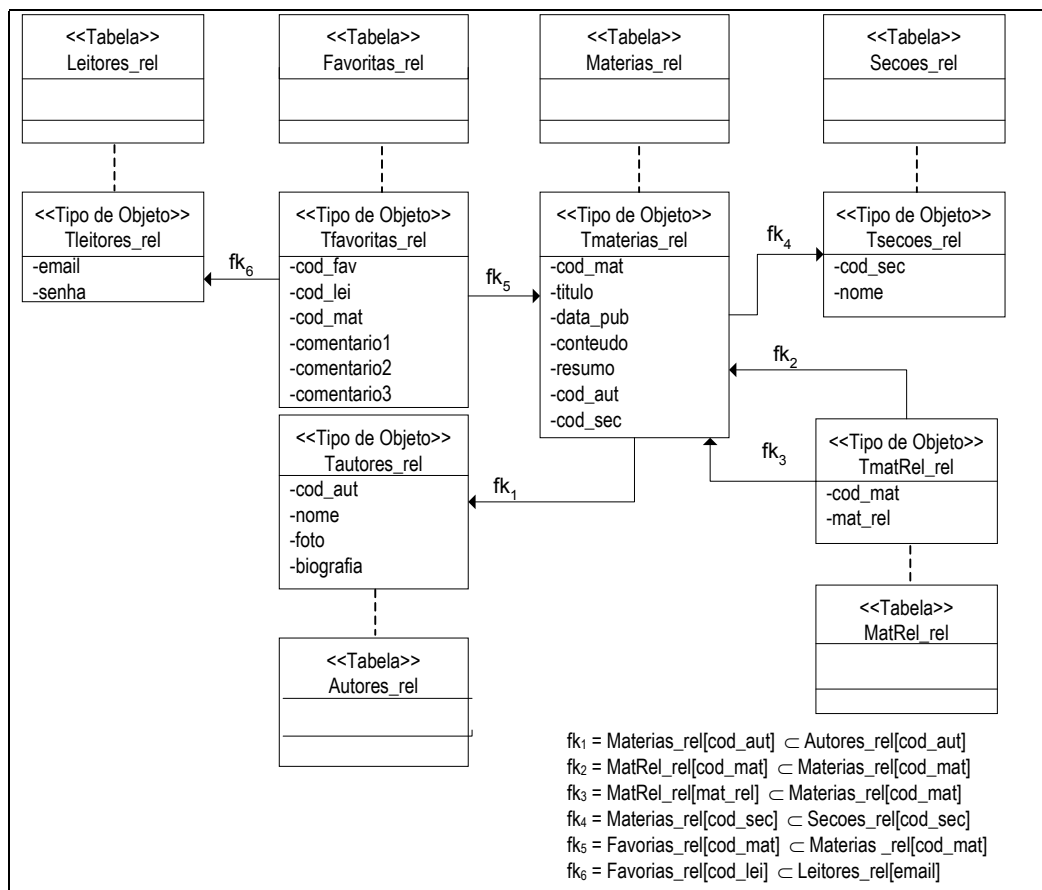 <<Tabela>>
Leitores_rel
<<Tabela>>
Favoritas_rel
<<Tabela>>
Materias_rel
<<Tabela>>
Secoes_rel
<<Tipo de Objeto>>
Tleitores_rel
-email
-senha
fk6
<<Tipo de Objeto>>
Tfavoritas_rel
-cod_fav
-cod_lei
-cod_mat
-comentario1
-comentario2
-comentario3
fk5
<<Tipo de Objeto>>
Tmaterias_rel
-cod_mat
-titulo
-data_pub
-conteudo
-resumo
-cod_aut
-cod_sec
fk4
<<Tipo de Objeto>>
Tsecoes_rel
-cod_sec
-nome
fk2
fk3
<<Tipo de Objeto>>
Tautores_rel
-cod_aut
-nome
-foto
-biografia
fk1
<<Tipo de Objeto>>
TmatRel_rel
-cod_mat
-mat_rel
<<Tabela>>
Autores_rel
<<Tabela>>
MatRel_rel
fk1 = Materias_rel[cod_aut] ⊂ Autores_rel[cod_aut]
fk2 = MatRel_rel[cod_mat] ⊂ Materias_rel[cod_mat]
fk3 = MatRel_rel[mat_rel] ⊂ Materias_rel[cod_mat]
fk4 = Materias_rel[cod_sec] ⊂ Secoes_rel[cod_sec]
fk5 = Favorias_rel[cod_mat] ⊂ Materias _rel[cod_mat]
fk6 = Favorias_rel[cod_lei] ⊂ Leitores_rel[email]